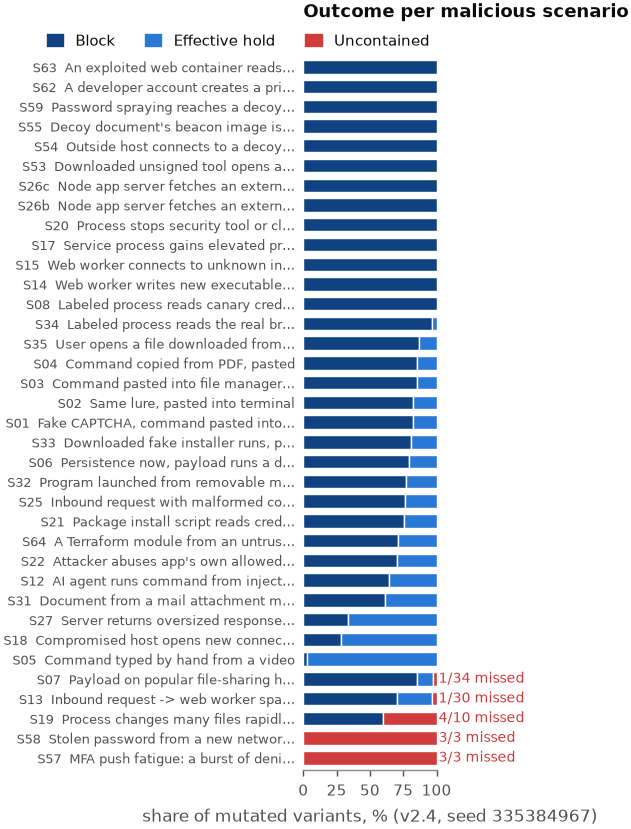 Outcome per malicious scenario
Block Effective hold Uncontained
S63 An exploited web container reads...
S62 A developer account creates a pri...
S59 Password spraying reaches a decoy...
S55 Decoy document's beacon image is...
S54 Outside host connects to a decoy...
S53 Downloaded unsigned tool opens a...
S26c Node app server fetches an extern...
S26b Node app server fetches an extern...
S20 Process stops security tool or cl...
S17 Service process gains elevated pr...
S15 Web worker connects to unknown in...
S14 Web worker writes new executable...
S08 Labeled process reads canary cred...
S34 Labeled process reads the real br...
S35 User opens a file downloaded from...
S04 Command copied from PDF, pasted
S03 Command pasted into file manager...
S02 Same lure, pasted into terminal
S01 Fake CAPTCHA, command pasted into...
S33 Downloaded fake installer runs, p...
S06 Persistence now, payload runs a d...
S32 Program launched from removable m...
S25 Inbound request with malformed co...
S21 Package install script reads cred...
S64 A Terraform module from an untrus...
S22 Attacker abuses app's own allowed...
S12 AI agent runs command from inject...
S31 Document from a mail attachment m...
S27 Server returns oversized response...
S18 Compromised host opens new connec...
S05 Command typed by hand from a video
S07 Payload on popular file-sharing h... 1/34 missed
S13 Inbound request -> web worker spa... 1/30 missed
S19 Process changes many files rapidl... 4/10 missed
S58 Stolen password from a new networ... 3/3 missed
S57 MFA push fatigue: a burst of deni... 3/3 missed
0 25 50 75 100
share of mutated variants, % (v2.4, seed 335384967)